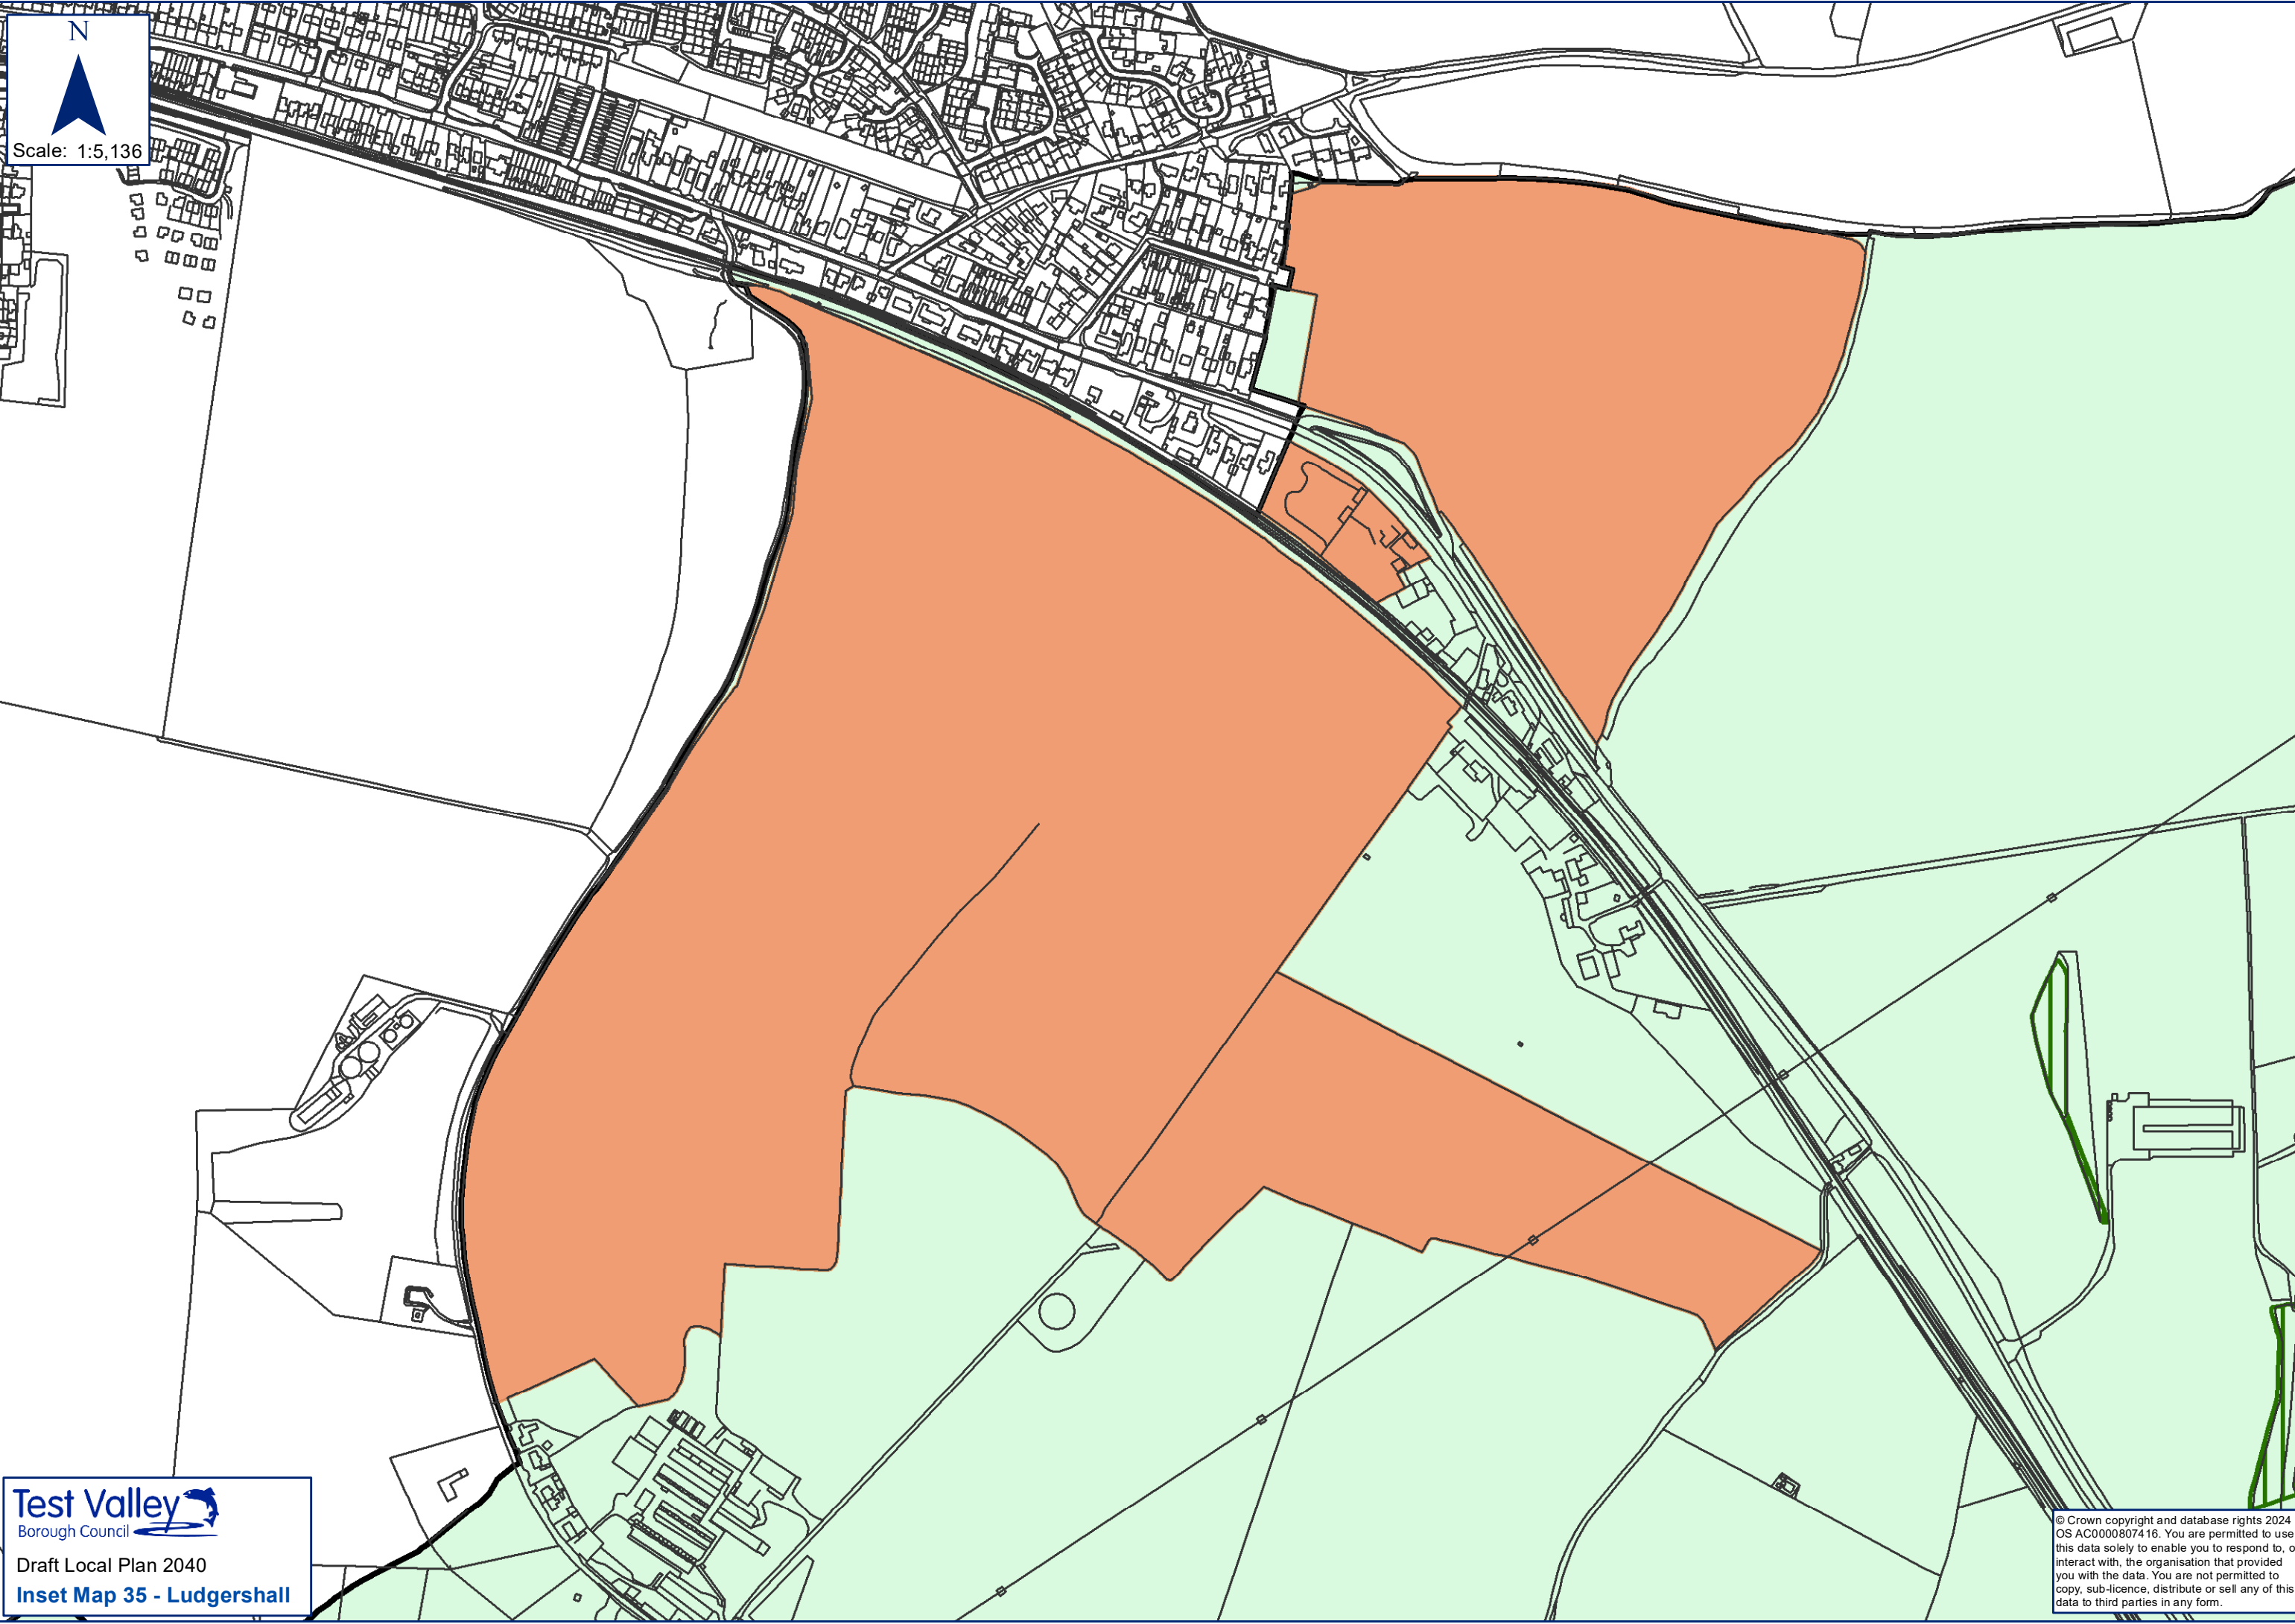 N
Scale: 1:5,136
Test Valley
Borough Council
Draft Local Plan 2040
Inset Map 35 - Ludgershall
© Crown copyright and database rights 2024
OS AC0000807416. You are permitted to use
this data solely to enable you to respond to, o
interact with, the organisation that provided
you with the data. You are not permitted to
copy, sub-licence, distribute or sell any of this
data to third parties in any form.